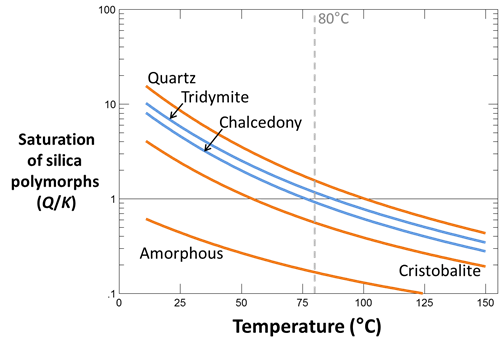 80°C
100
Quartz
Tridymite
10
Chalcedony
Saturation
of silica
polymorphs
(Q/K)
1
Amorphous
Cristobalite
.1
0 25 50 75 100 125 150
Temperature (°C)